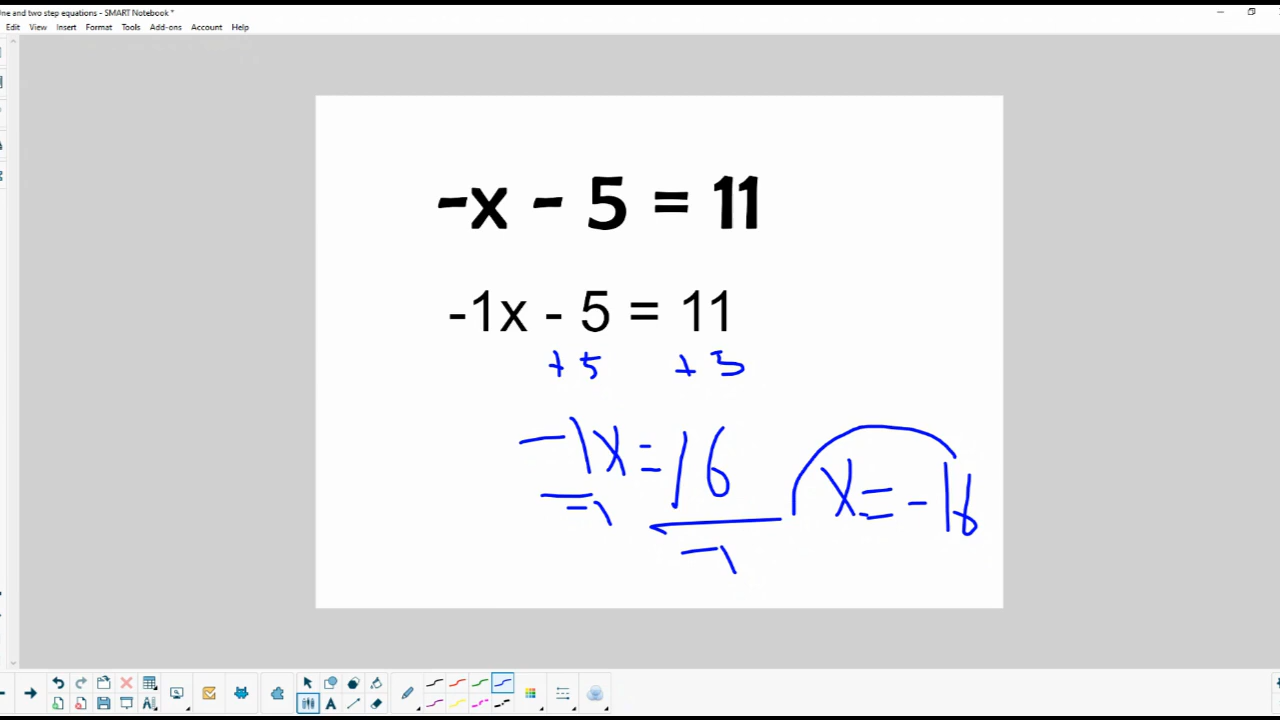 One and two step equations - SMART Notebook *
Edit View Insert Format Tools Add-ons Account Help
-x - 5 = 11
-1x - 5 = 11
+5 +5
-1x = 16
-1 -1
x = -16